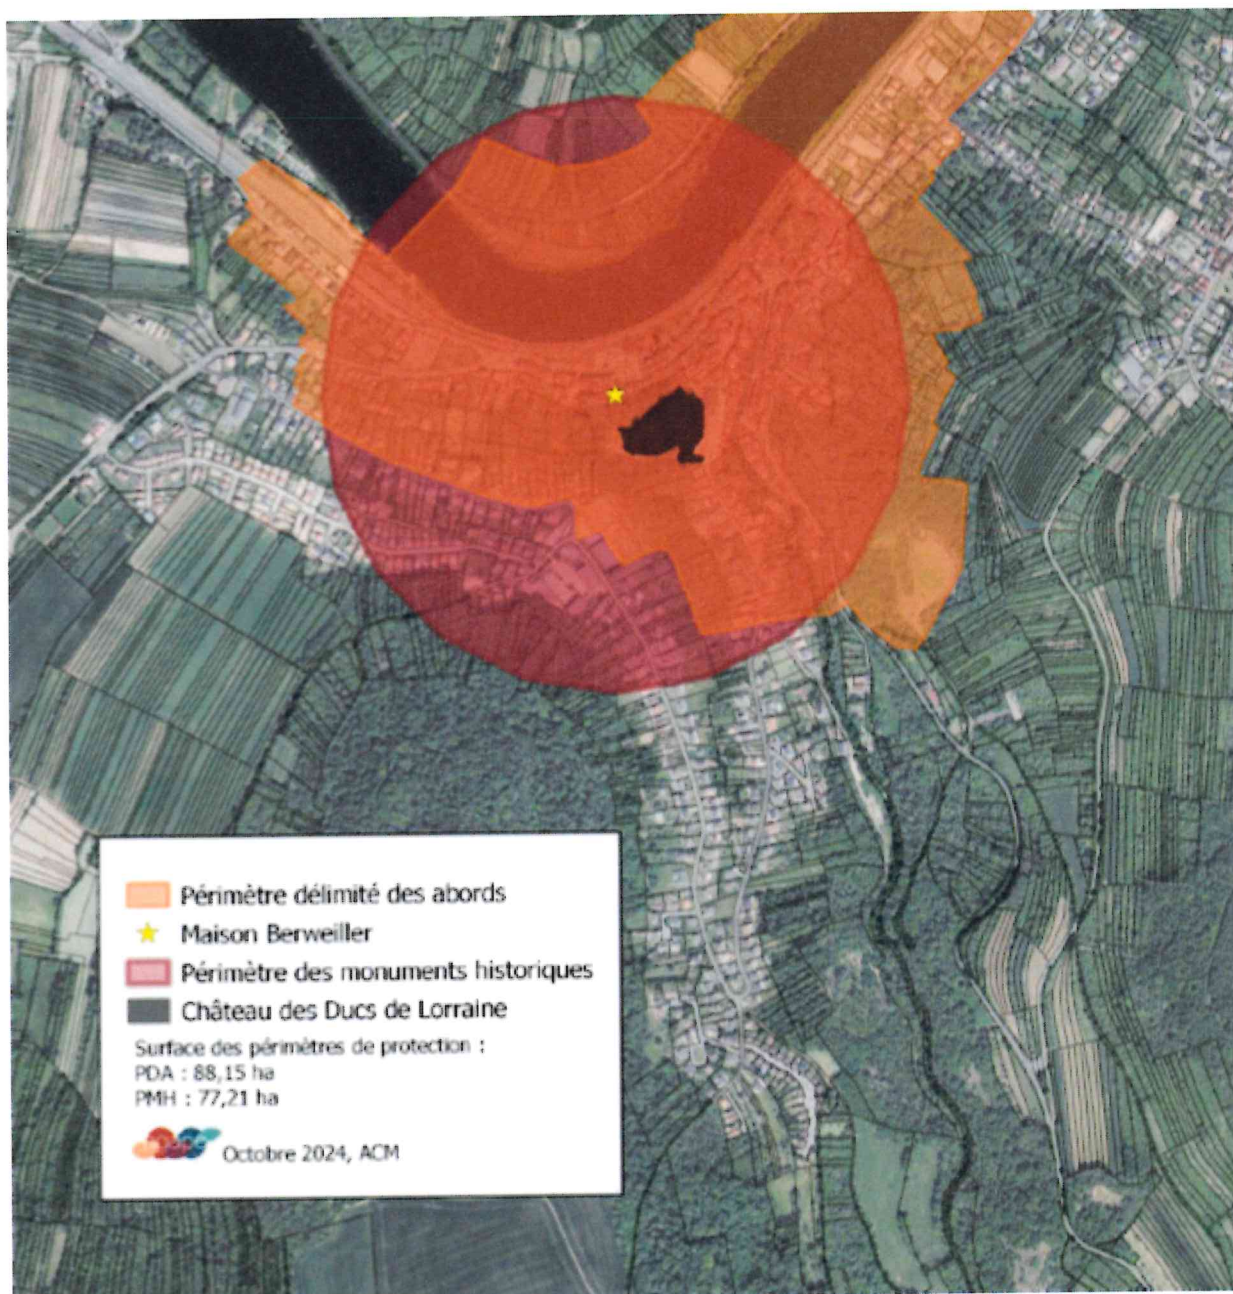 Périmètre délimité des abords
Maison Berweiller
Périmètre des monuments historiques
Château des Ducs de Lorraine
Surface des périmètres de protection :
PDA : 88,15 ha
PMH : 77,21 ha
Octobre 2024, ACM